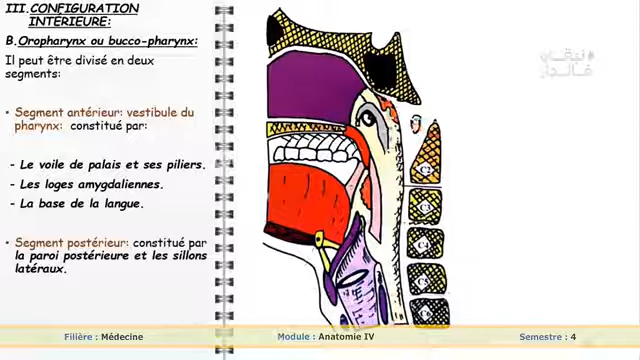 III.CONFIGURATION
INTÉRIEURE:
B.Oropharynx ou bucco-pharynx:
Il peut être divisé en deux
segments:
• Segment antérieur: vestibule du
pharynx: constitué par:
- Le voile de palais et ses piliers.
- Les loges amygdaliennes.
- La base de la langue.
• Segment postérieur: constitué par
la paroi postérieure et les sillons
latéraux.
C2
C3
C4
C5
C6
Filière : Médecine
Module : Anatomie IV
Semestre : 4